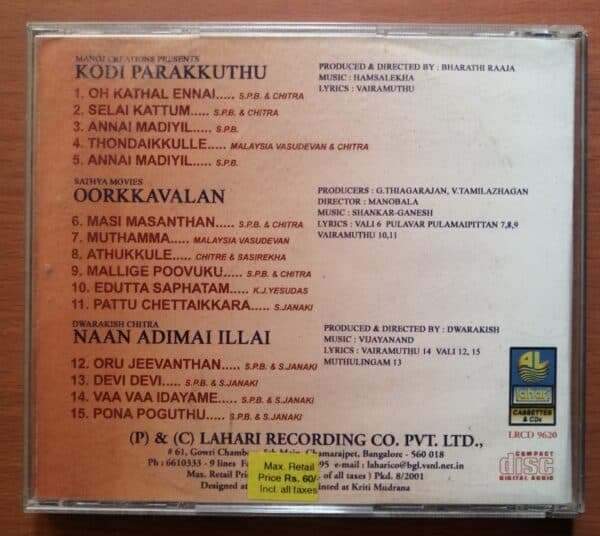 MANOJ CREATIONS PRESENTS
KODI PARAKKUTHU
1. OH KATHAL ENNAI..... S.P.B. & CHITRA
2. SELAI KATTUM..... S.P.B. & CHITRA
3. ANNAI MADIYIL..... S.P.B.
4. THONDAIKKULLE..... MALAYSIA VASUDEVAN & CHITRA
5. ANNAI MADIYIL..... S.P.B.
PRODUCED & DIRECTED BY : BHARATHI RAAJA
MUSIC : HAMSALEKHA
LYRICS : VAIRAMUTHU
SATHYA MOVIES
OORKKAVALAN
6. MASI MASANTHAN..... S.P.B. & CHITRA
7. MUTHAMMA..... MALAYSIA VASUDEVAN
8. ATHUKKULE..... CHITRE & SASIREKHA
9. MALLIGE POOVUKU..... S.P.B. & CHITRA
10. EDUTTA SAPHATAM..... K.J.YESUDAS
11. PATTU CHETTAIKKARA..... S.JANAKI
PRODUCERS : G.THIAGARAJAN, V.TAMILAZHAGAN
DIRECTOR : MANOBALA
MUSIC : SHANKAR-GANESH
LYRICS : VALI 6 PULAVAR PULAMAIPITTAN 7,8,9
VAIRAMUTHU 10,11
DWARAKISH CHITRA
NAAN ADIMAI ILLAI
12. ORU JEEVANTHAN..... S.P.B. & S.JANAKI
13. DEVI DEVI..... S.P.B. & S.JANAKI
14. VAA VAA IDAYAME..... S.P.B. & S.JANAKI
15. PONA POGUTHU..... S.P.B. & S.JANAKI
PRODUCED & DIRECTED BY : DWARAKISH
MUSIC : VIJAYANAND
LYRICS : VAIRAMUTHU 14 VALI 12, 15
MUTHULINGAM 13
AL
lahari
CASSETTES
& CDs
LRCD 9620
COMPACT
disc
DIGITAL AUDIO
(P) & (C) LAHARI RECORDING CO. PVT. LTD.,
# 61, Gowri Main, Chamarajpet, Bangalore - 560 018
Ph : 6610333 - 9 lines 95 e-mail : laharico@bgl.vsnl.net.in
Max. Retail of all taxes ) Pkd. 8/2001
Designed at at Kriti Mudrana
Max. Retail
Price Rs. 60/-
Incl. all taxes